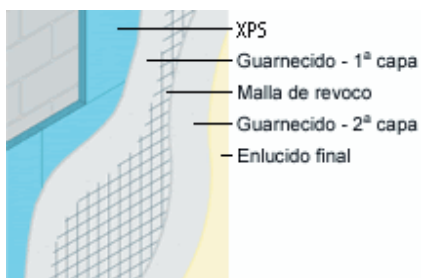 XPS
Guarnecido - 1ª capa
Malla de revoco
Guarnecido - 2ª capa
Enlucido final